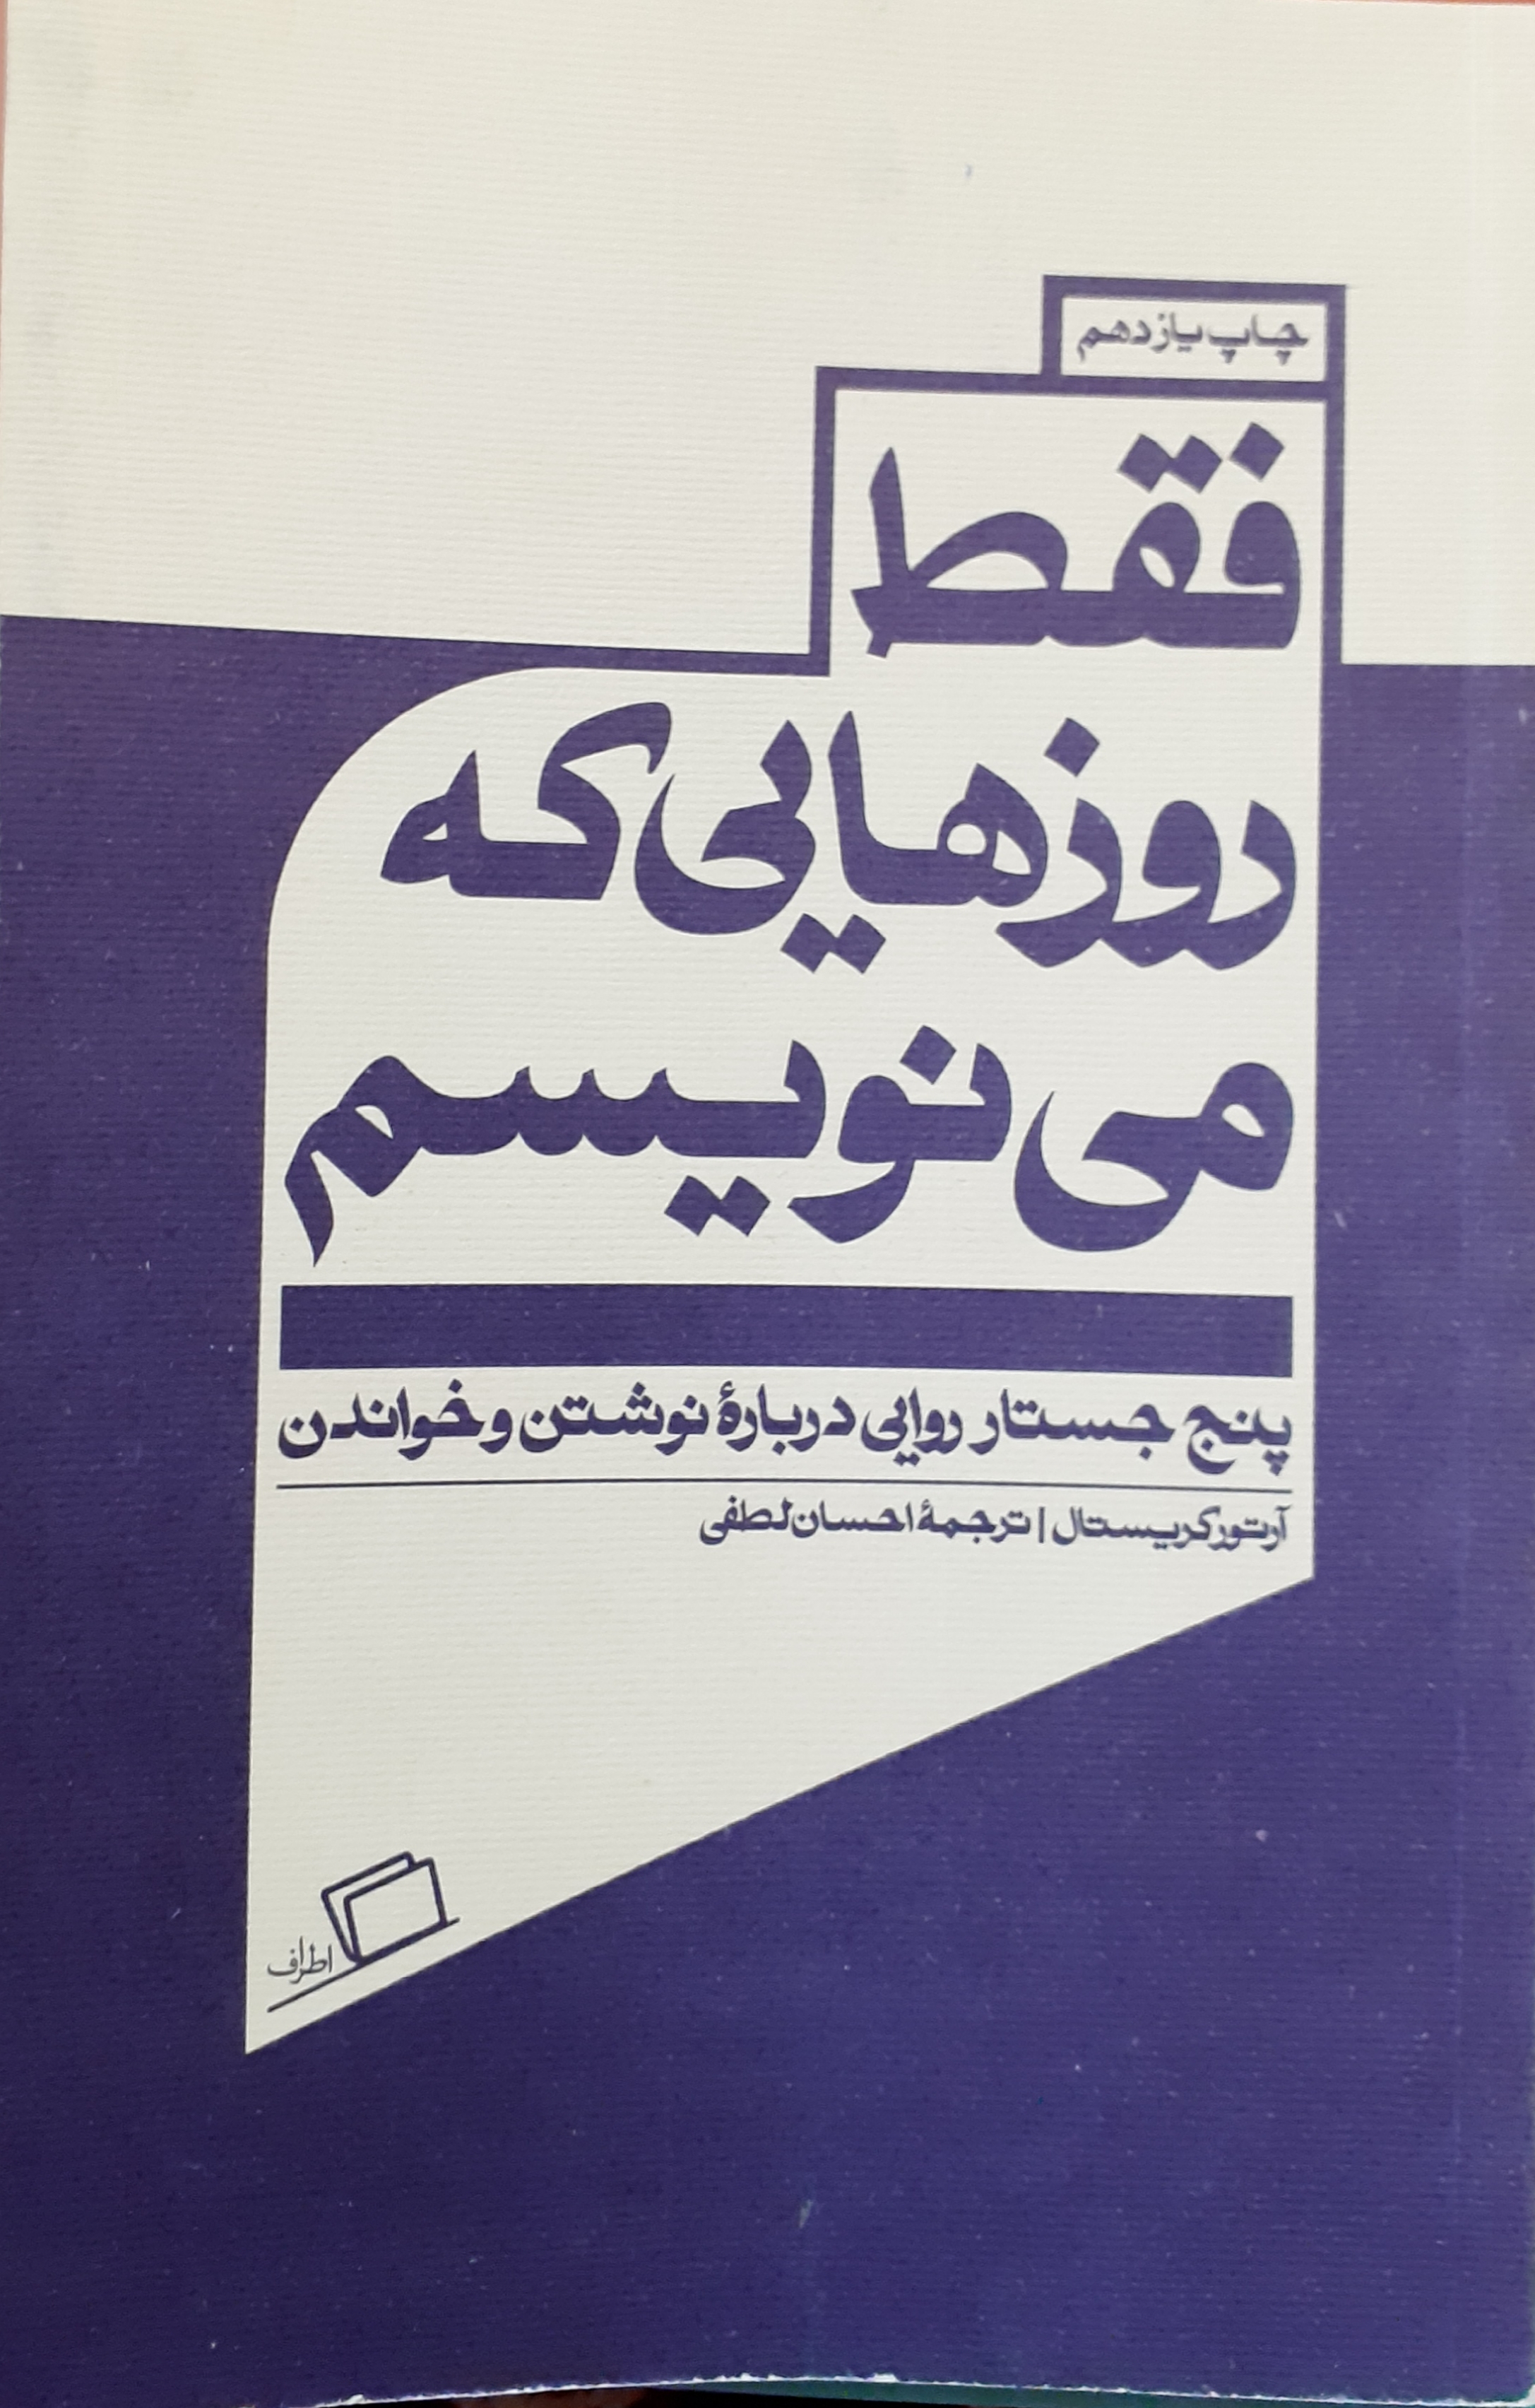 چاپ یازدهم
فقط
روزهایی که
می‌نویسم
پنج جستار روایی دربارهٔ نوشتن و خواندن
آرتور کریستال | ترجمهٔ احسان لطفی
اطراف